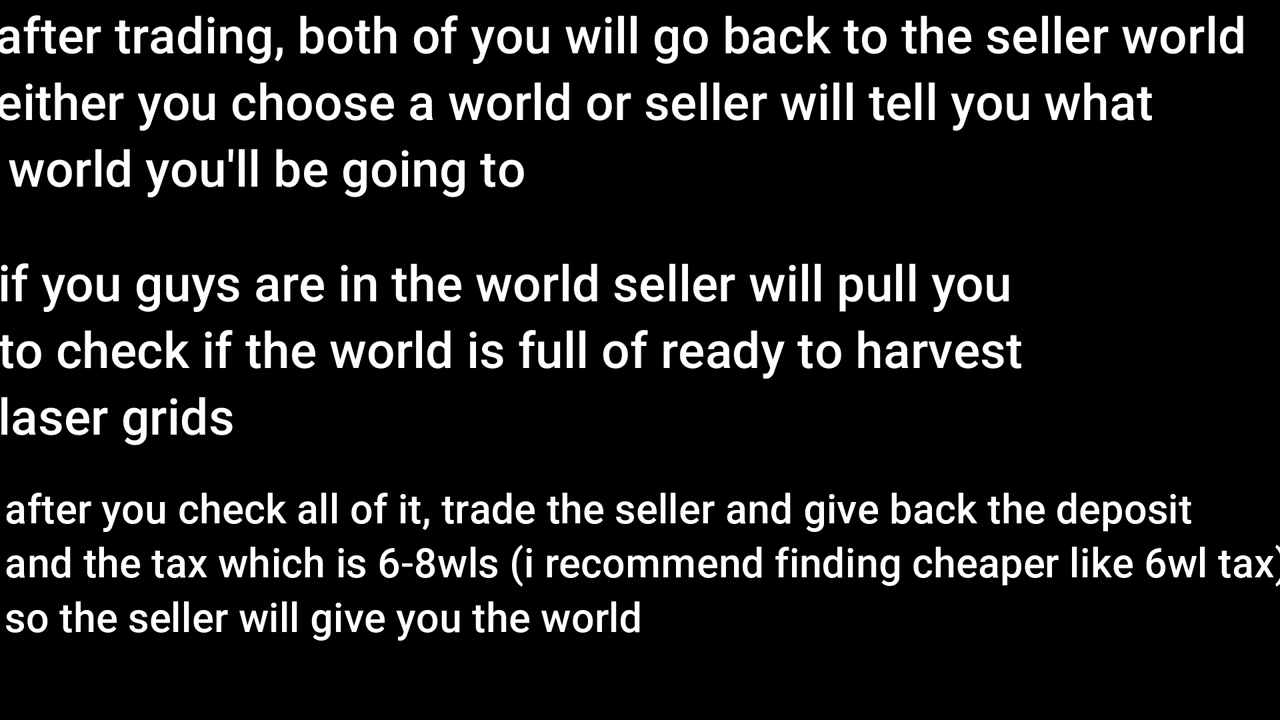 after trading, both of you will go back to the seller world
either you choose a world or seller will tell you what
world you'll be going to
if you guys are in the world seller will pull you
to check if the world is full of ready to harvest
laser grids
after you check all of it, trade the seller and give back the deposit
and the tax which is 6-8wls (i recommend finding cheaper like 6wl tax)
so the seller will give you the world